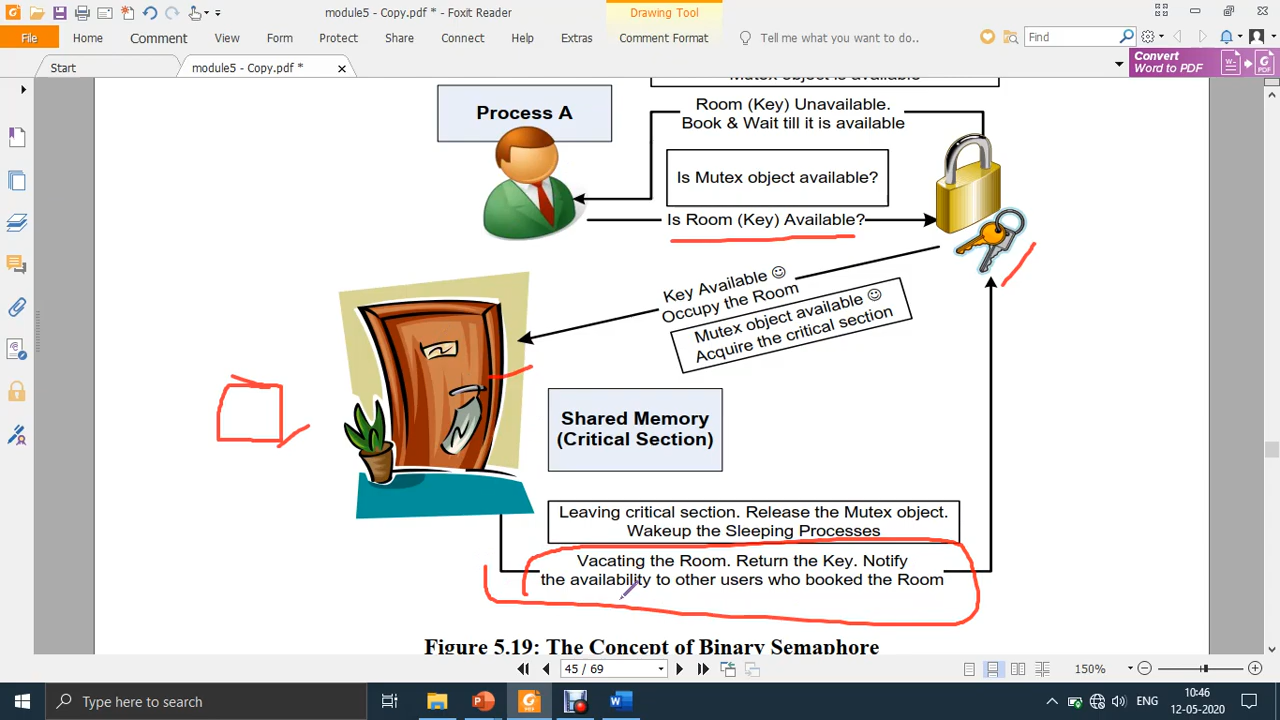 module5 - Copy.pdf * - Foxit Reader
Drawing Tool
File
Home
Comment
View
Form
Protect
Share
Connect
Help
Extras
Comment Format
Tell me what you want to do..
Find
Start
module5 - Copy.pdf *
Convert
Word to PDF
Mutex object is available
Process A
Room (Key) Unavailable.
Book & Wait till it is available
Is Mutex object available?
Is Room (Key) Available?
Key Available ☺
Occupy the Room
Mutex object available ☺
Acquire the critical section
Shared Memory
(Critical Section)
Leaving critical section. Release the Mutex object.
Wakeup the Sleeping Processes
Vacating the Room. Return the Key. Notify
the availability to other users who booked the Room
Figure 5.19: The Concept of Binary Semaphore
45 / 69
150%
Type here to search
ENG
10:46
12-05-2020